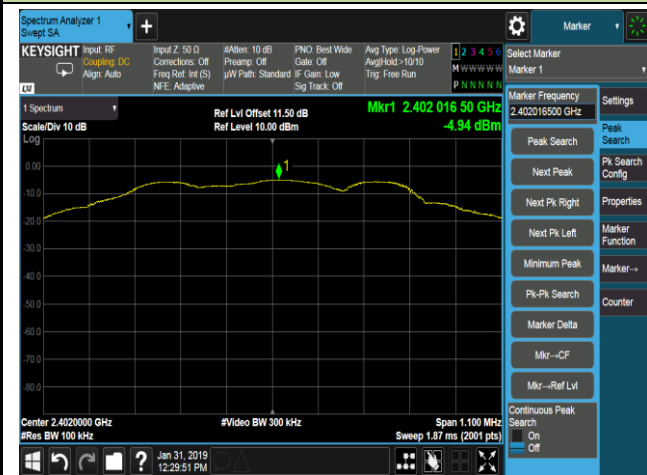 Spectrum Analyzer 1
Swept SA
+
Marker
KEYSIGHT
Input: RF
Coupling: DC
Align: Auto
Input Z: 50 Ω
Corrections: Off
Freq Ref: Int (S)
NFE: Adaptive
#Atten: 10 dB
Preamp: Off
µW Path: Standard
PNO: Best Wide
Gate: Off
IF Gain: Low
Sig Track: Off
Avg Type: Log-Power
Avg|Hold:>10/10
Trig: Free Run
1 2 3 4 5 6
M W W W W W
P N N N N N
LXI
Select Marker
Marker 1
1 Spectrum
Scale/Div 10 dB
Log
Ref Lvl Offset 11.50 dB
Ref Level 10.00 dBm
Mkr1 2.402 016 50 GHz
-4.94 dBm
1
0.00
-10.0
-20.0
-30.0
-40.0
-50.0
-60.0
-70.0
-80.0
Center 2.4020000 GHz
#Res BW 100 kHz
#Video BW 300 kHz
Span 1.100 MHz
Sweep 1.87 ms (2001 pts)
Marker Frequency
2.402016500 GHz
Peak Search
Next Peak
Next Pk Right
Next Pk Left
Minimum Peak
Pk-Pk Search
Marker Delta
Mkr→CF
Mkr→Ref Lvl
Continuous Peak
Search
On
Off
Settings
Peak
Search
Pk Search
Config
Properties
Marker
Function
Marker→
Counter
?
Jan 31, 2019
12:29:51 PM